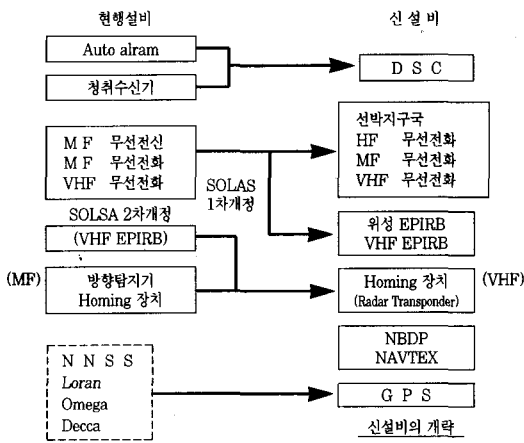 현행설비
신 설 비
Auto alram
청취수신기
D S C
M F 무선전신
M F 무선전화
VHF 무선전화
SOLAS
1차개정
선박지구국
HF 무선전화
MF 무선전화
VHF 무선전화
SOLSA 2차개정
(VHF EPIRB)
위성 EPIRB
VHF EPIRB
(MF)
방향탐지기
Homing 장치
Homing 장치
(Radar Transponder)
(VHF)
NBDP
NAVTEX
N N S S
Loran
Omega
Decca
G P S
신설비의 개략